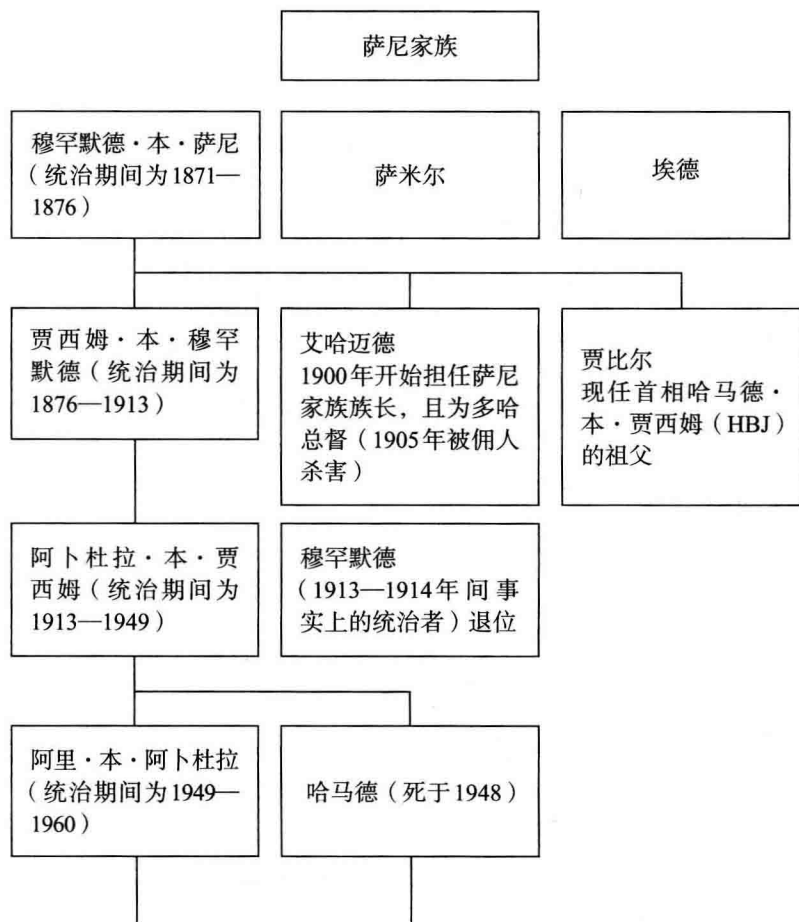 萨尼家族
穆罕默德·本·萨尼
（统治期间为1871—
1876）
萨米尔
埃德
贾西姆·本·穆罕
默德（统治期间为
1876—1913）
艾哈迈德
1900年开始担任萨尼
家族族长，且为多哈
总督（1905年被佣人
杀害）
贾比尔
现任首相哈马德·
本·贾西姆（HBJ）
的祖父
阿卜杜拉·本·贾
西姆（统治期间为
1913—1949）
穆罕默德
（1913—1914年间事
实上的统治者）退位
阿里·本·阿卜杜拉
（统治期间为1949—
1960）
哈马德（死于1948）